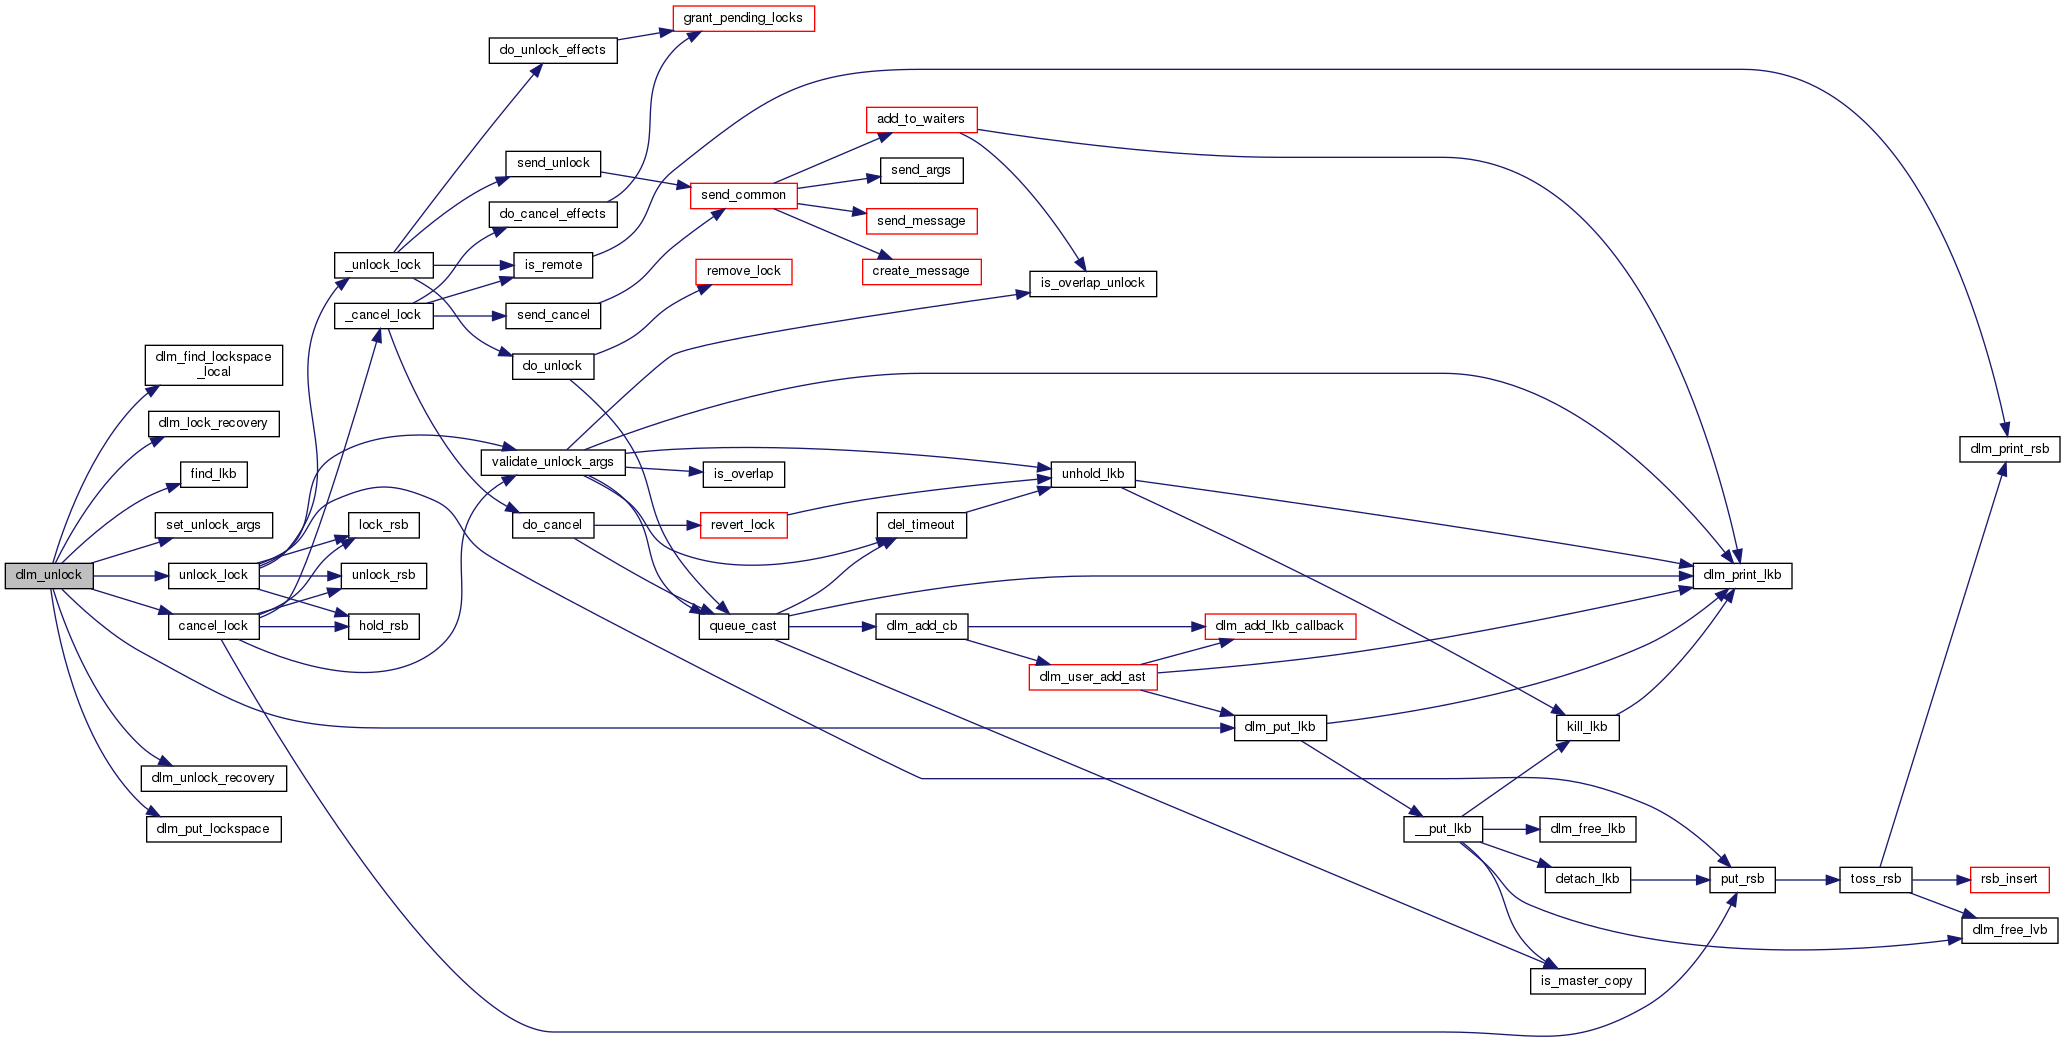 grant_pending_locks
do_unlock_effects
add_to_waiters
send_unlock
send_args
send_common
do_cancel_effects
send_message
_unlock_lock
is_remote
remove_lock
create_message
is_overlap_unlock
_cancel_lock
send_cancel
dlm_find_lockspace
_local
do_unlock
dlm_lock_recovery
dlm_print_rsb
validate_unlock_args
find_lkb
is_overlap
unhold_lkb
set_unlock_args
lock_rsb
do_cancel
revert_lock
del_timeout
dlm_unlock
unlock_lock
unlock_rsb
dlm_print_lkb
cancel_lock
hold_rsb
queue_cast
dlm_add_cb
dlm_add_lkb_callback
dlm_user_add_ast
dlm_put_lkb
kill_lkb
dlm_unlock_recovery
dlm_put_lockspace
__put_lkb
dlm_free_lkb
detach_lkb
put_rsb
toss_rsb
rsb_insert
dlm_free_lvb
is_master_copy